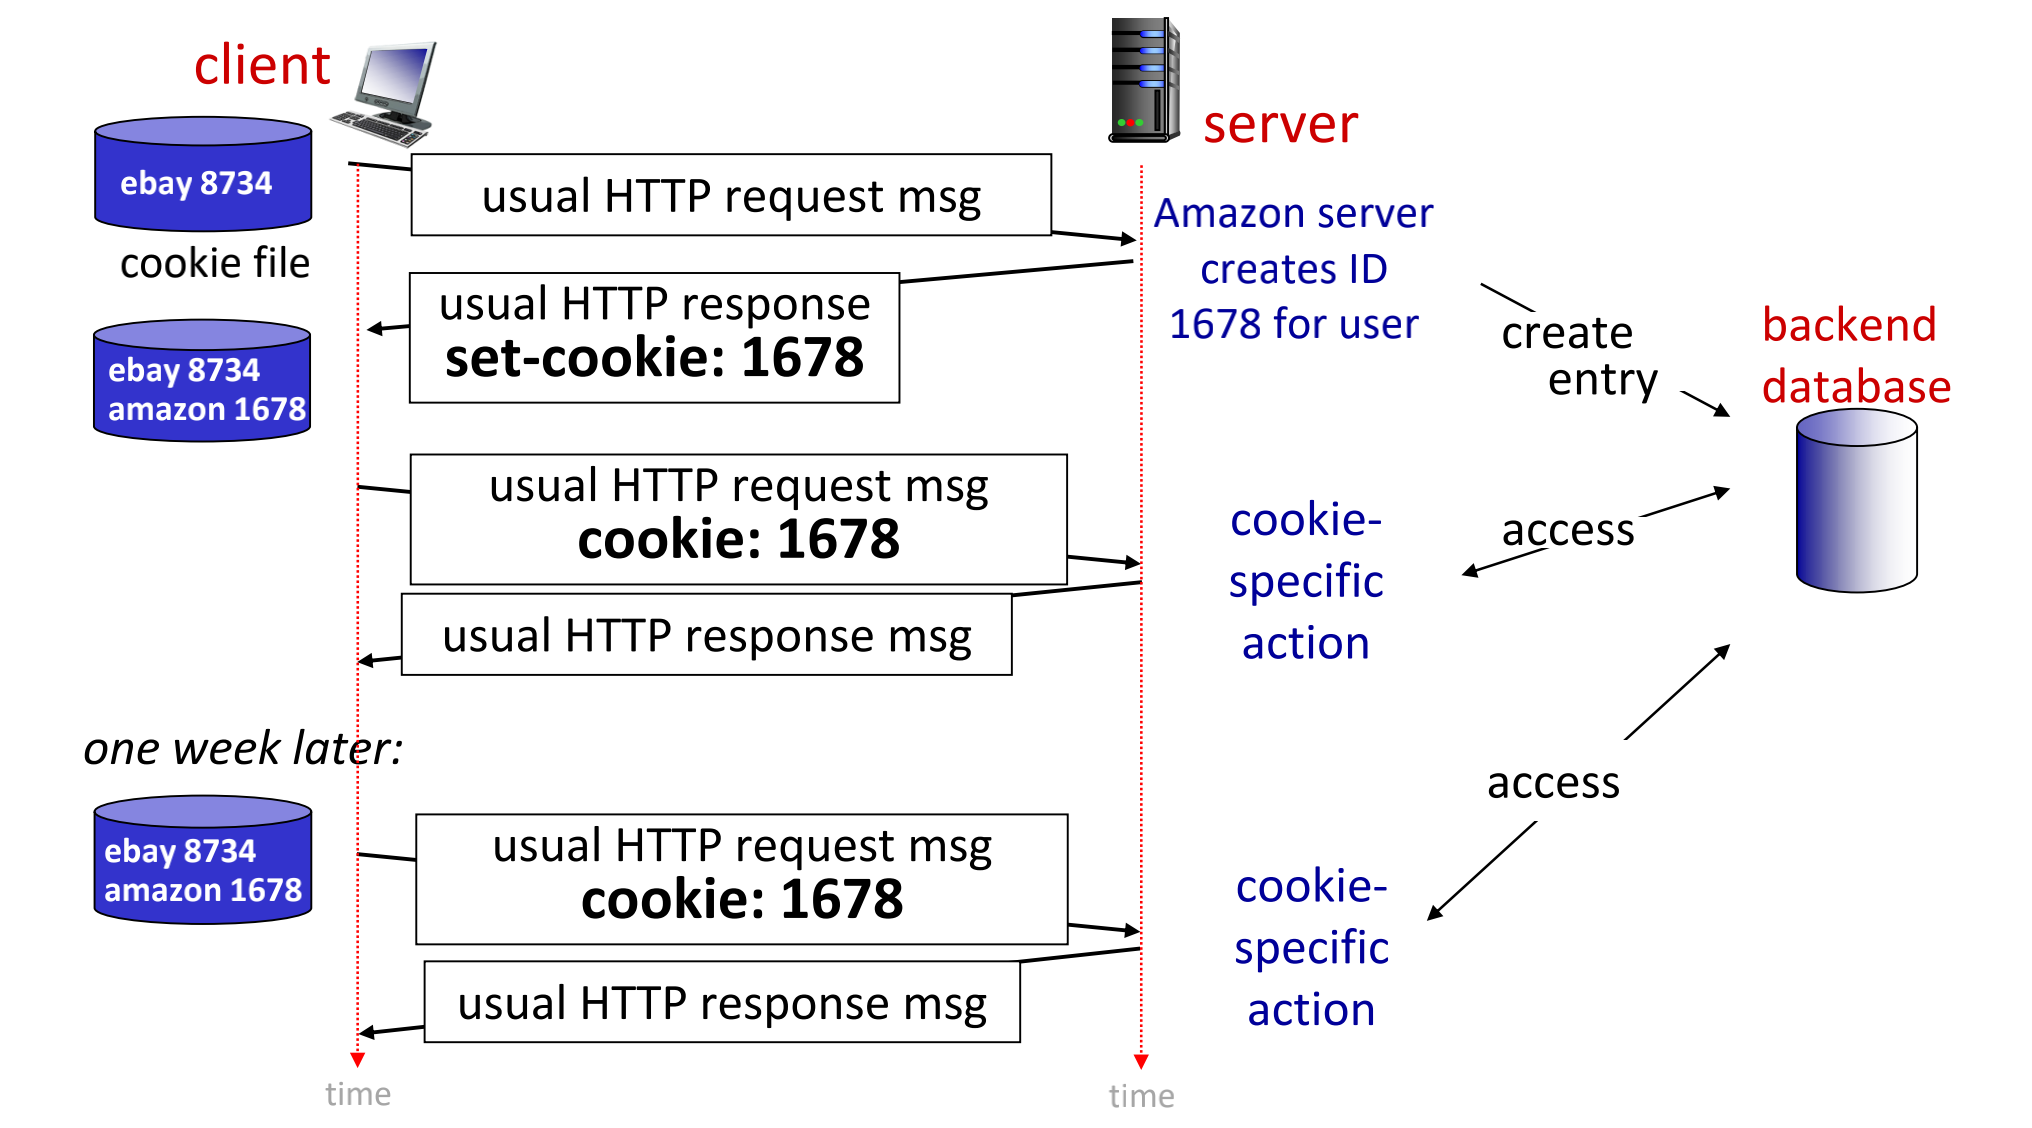 client
server
ebay 8734
cookie file
usual HTTP request msg
Amazon server
creates ID
1678 for user
usual HTTP response
set-cookie: 1678
create
entry
backend
database
ebay 8734
amazon 1678
usual HTTP request msg
cookie: 1678
cookie-
specific
action
access
usual HTTP response msg
one week later:
access
ebay 8734
amazon 1678
usual HTTP request msg
cookie: 1678
cookie-
specific
action
usual HTTP response msg
time
time